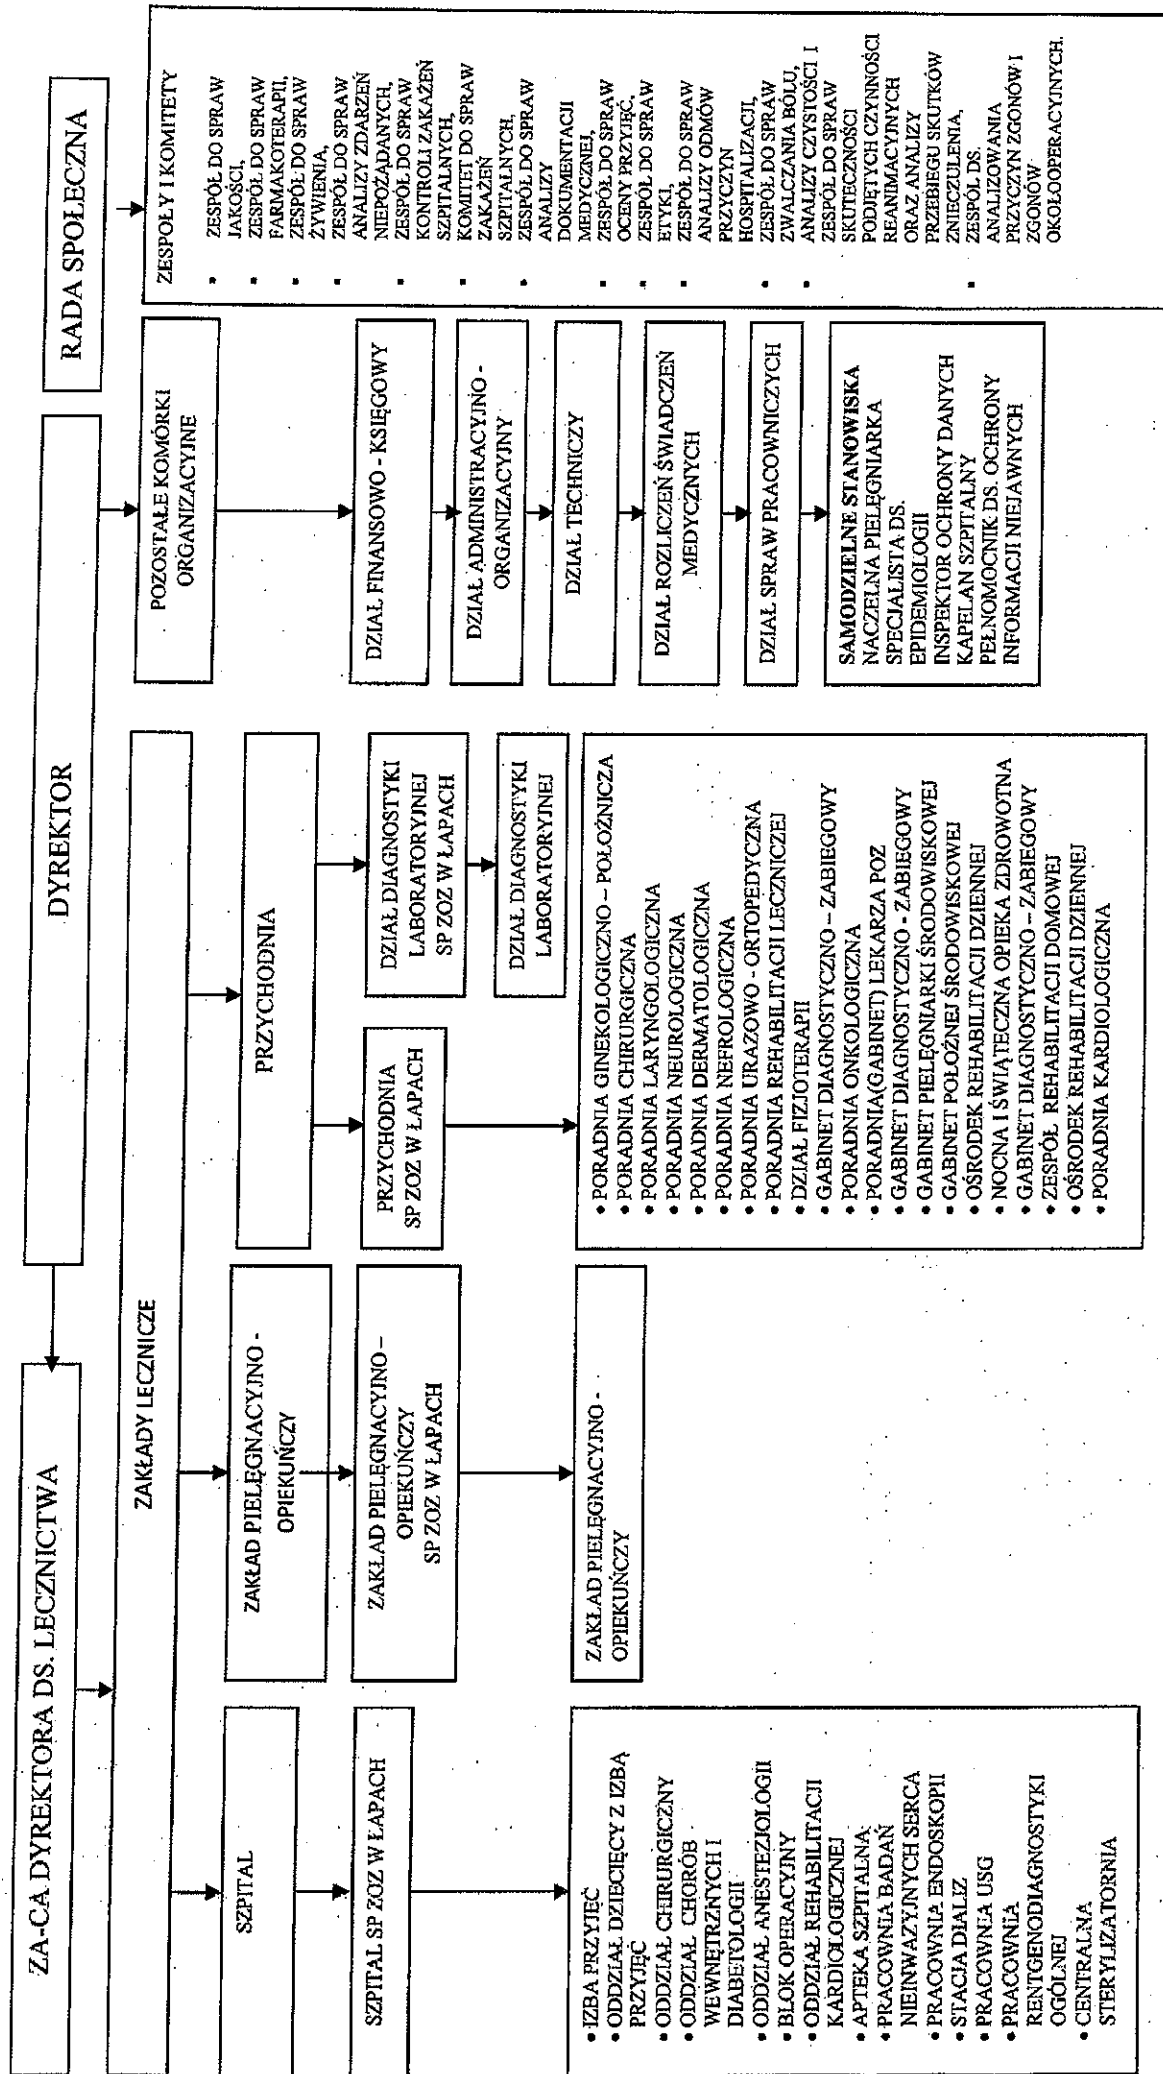 ZA-CA DYREKTORA DS. LECZNICTWA
DYREKTOR
RADA SPOŁECZNA
ZAKŁADY LECZNICZE
SZPITAL
SZPITAL SP ZOZ W ŁAPACH
• IZBA PRZYJĘĆ
• ODDZIAŁ DZIECIĘCY Z IZBĄ
PRZYJĘĆ
• ODDZIAŁ CHIRURGICZNY
• ODDZIAŁ CHORÓB
WEWNĘTRZNYCH I
DIABETOLOGII
• ODDZIAŁ ANESTEZJOLOGII
• BLOK OPERACYJNY
• ODDZIAŁ REHABILITACJI
KARDIOLOGICZNEJ
• APTEKA SZPITALNA
• PRACOWNIA BADAŃ
NIEINWAZYJNYCH SERCA
• PRACOWNIA ENDOSKOPII
• STACJA DIALIZ
• PRACOWNIA USG
• PRACOWNIA
RENTGENODIAGNOSTYKI
OGÓLNEJ
• CENTRALNA
STERYLIZATORNIA
ZAKŁAD PIELĘGNACYJNO -
OPIEKUŃCZY
ZAKŁAD PIELĘGNACYJNO –
OPIEKUŃCZY
SP ZOZ W ŁAPACH
ZAKŁAD PIELĘGNACYJNO -
OPIEKUŃCZY
PRZYCHODNIA
PRZYCHODNIA
SP ZOZ W ŁAPACH
DZIAŁ DIAGNOSTYKI
LABORATORYJNEJ
SP ZOZ W ŁAPACH
DZIAŁ DIAGNOSTYKI
LABORATORYJNEJ
• PORADNIA GINEKOLOGICZNO – POŁOŻNICZA
• PORADNIA CHIRURGICZNA
• PORADNIA LARYNGOLOGICZNA
• PORADNIA NEUROLOGICZNA
• PORADNIA DERMATOLOGICZNA
• PORADNIA NEFROLOGICZNA
• PORADNIA URAZOWO - ORTOPEDYCZNA
• PORADNIA REHABILITACJI LECZNICZEJ
• DZIAŁ FIZJOTERAPII
• GABINET DIAGNOSTYCZNO – ZABIEGOWY
• PORADNIA ONKOLOGICZNA
• PORADNIA(GABINET) LEKARZA POZ
• GABINET DIAGNOSTYCZNO - ZABIEGOWY
• GABINET PIELĘGNIARKI ŚRODOWISKOWEJ
• GABINET POŁOŻNEJ ŚRODOWISKOWEJ
• OŚRODEK REHABILITACJI DZIENNEJ
• NOCNA I ŚWIĄTECZNA OPIEKA ZDROWOTNA
• GABINET DIAGNOSTYCZNO – ZABIEGOWY
• ZESPÓŁ REHABILITACJI DOMOWEJ
• OŚRODEK REHABILITACJI DZIENNEJ
• PORADNIA KARDIOLOGICZNA
POZOSTAŁE KOMÓRKI
ORGANIZACYJNE
DZIAŁ FINANSOWO - KSIĘGOWY
DZIAŁ ADMINISTRACYJNO -
ORGANIZACYJNY
DZIAŁ TECHNICZY
DZIAŁ ROZLICZEŃ ŚWIADCZEŃ
MEDYCZNYCH
DZIAŁ SPRAW PRACOWNICZYCH
SAMODZIELNE STANOWISKA
NACZELNA PIELĘGNIARKA
SPECJALISTA DS.
EPIDEMIOLOGII
INSPEKTOR OCHRONY DANYCH
KAPELAN SZPITALNY
PEŁNOMOCNIK DS. OCHRONY
INFORMACJI NIEJAWNYCH
ZESPOŁY I KOMITETY
• ZESPÓŁ DO SPRAW
JAKOŚCI,
• ZESPÓŁ DO SPRAW
FARMAKOTERAPII,
• ZESPÓŁ DO SPRAW
ŻYWIENIA,
• ZESPÓŁ DO SPRAW
ANALIZY ZDARZEŃ
NIEPOŻĄDANYCH,
• ZESPÓŁ DO SPRAW
KONTROLI ZAKAŻEŃ
SZPITALNYCH,
• KOMITET DO SPRAW
ZAKAŻEŃ
SZPITALNYCH,
• ZESPÓŁ DO SPRAW
ANALIZY
DOKUMENTACJI
MEDYCZNEJ,
• ZESPÓŁ DO SPRAW
OCENY PRZYJĘĆ,
• ZESPÓŁ DO SPRAW
ETYKI,
• ZESPÓŁ DO SPRAW
ANALIZY ODMÓW
PRZYCZYN
HOSPITALIZACJI,
• ZESPÓŁ DO SPRAW
ZWALCZANIA BÓLU,
• ANALIZY CZYSTOŚCI I
ZESPÓŁ DO SPRAW
SKUTECZNOŚCI
PODJĘTYCH CZYNNOŚCI
REANIMACYJNYCH
ORAZ ANALIZY
PRZEBIEGU SKUTKÓW
ZNIECZULENIA,
• ZESPÓŁ DS.
ANALIZOWANIA
PRZYCZYN ZGONÓW I
ZGONÓW
OKOŁOOPERACYJNYCH.